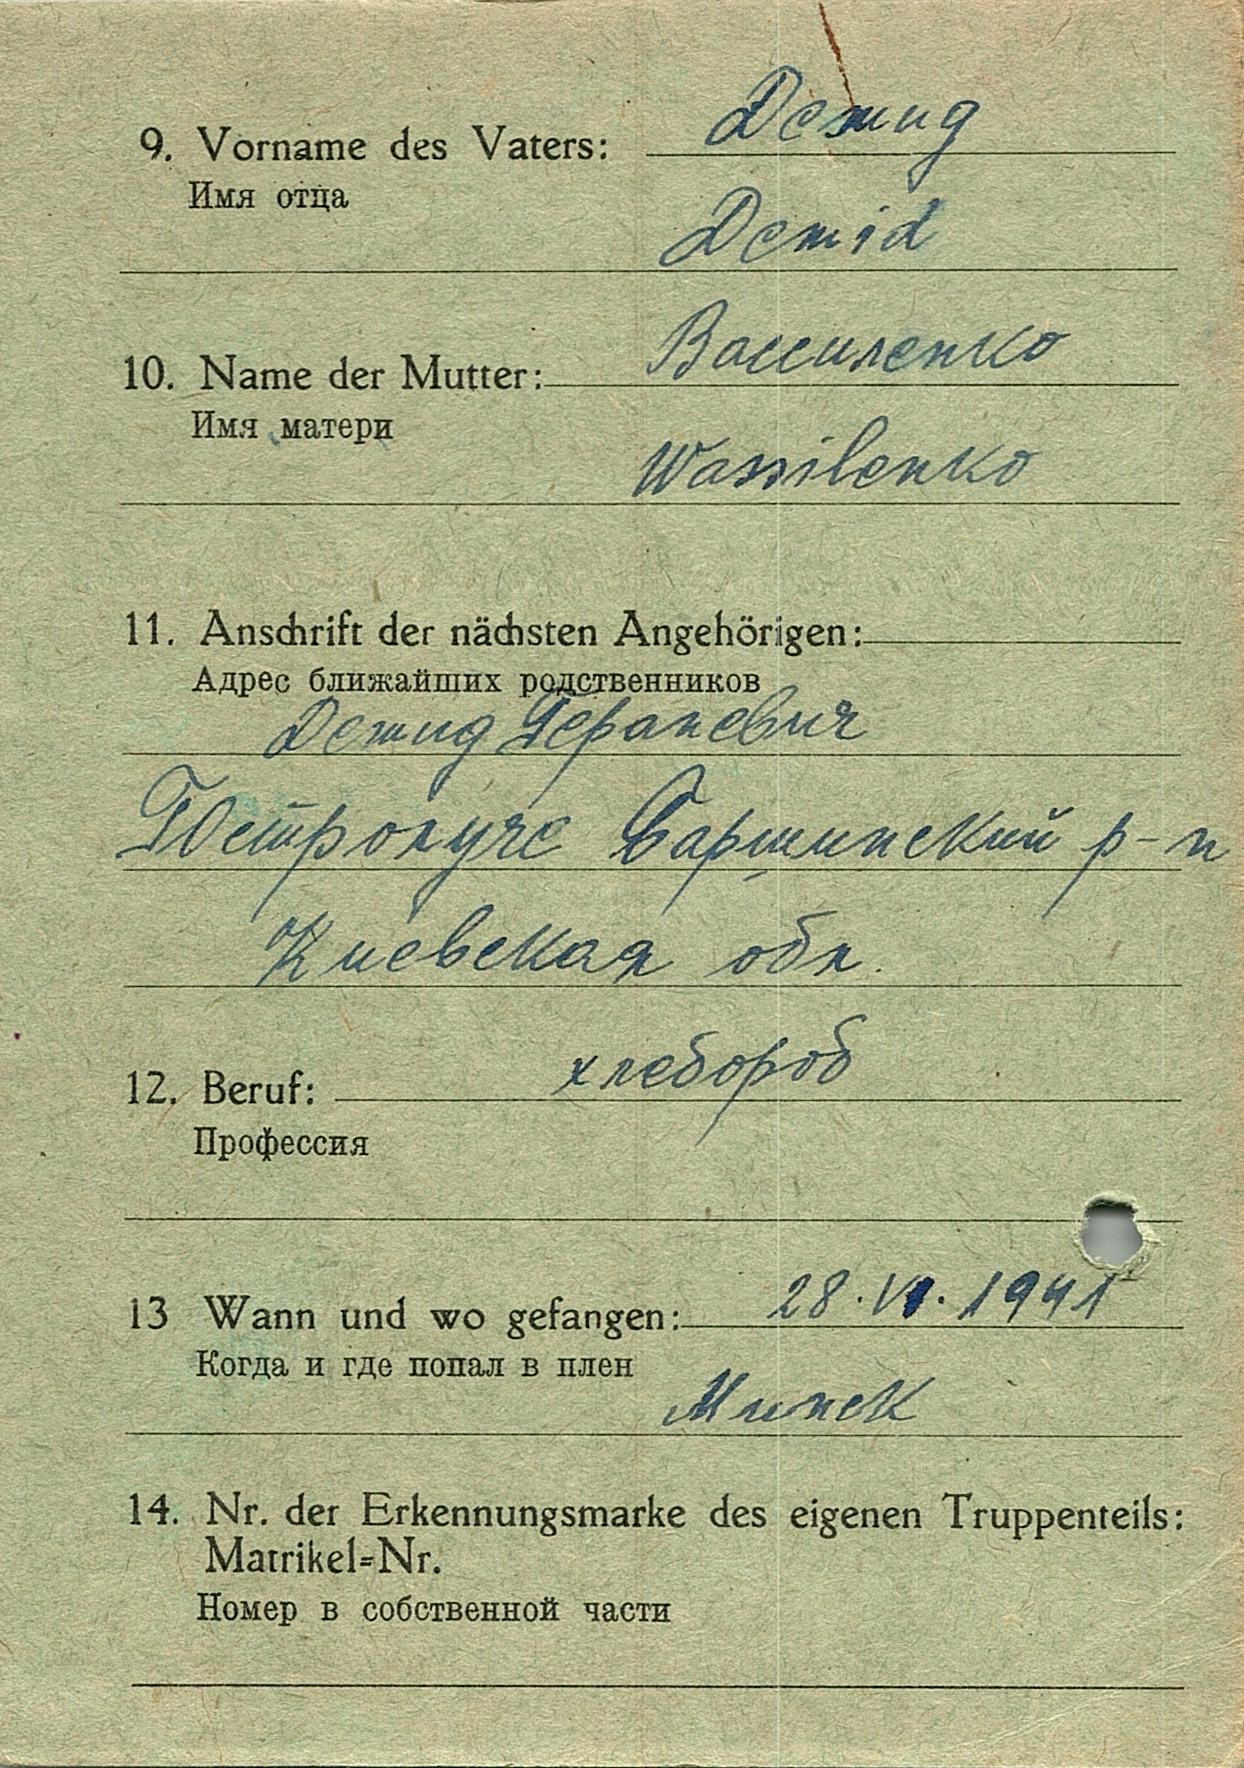 9. Vorname des Vaters: Демид
Имя отца
Demid
10. Name der Mutter: Василенко
Имя матери
Wassilenko
11. Anschrift der nächsten Angehörigen:
Адрес ближайших родственников
Демид
р-н
Киевская обл.
12. Beruf: хлебороб
Профессия
13 Wann und wo gefangen: 28.VI.1941
Когда и где попал в плен
Минск
14. Nr. der Erkennungsmarke des eigenen Truppenteils:
Matrikel=Nr.
Номер в собственной части